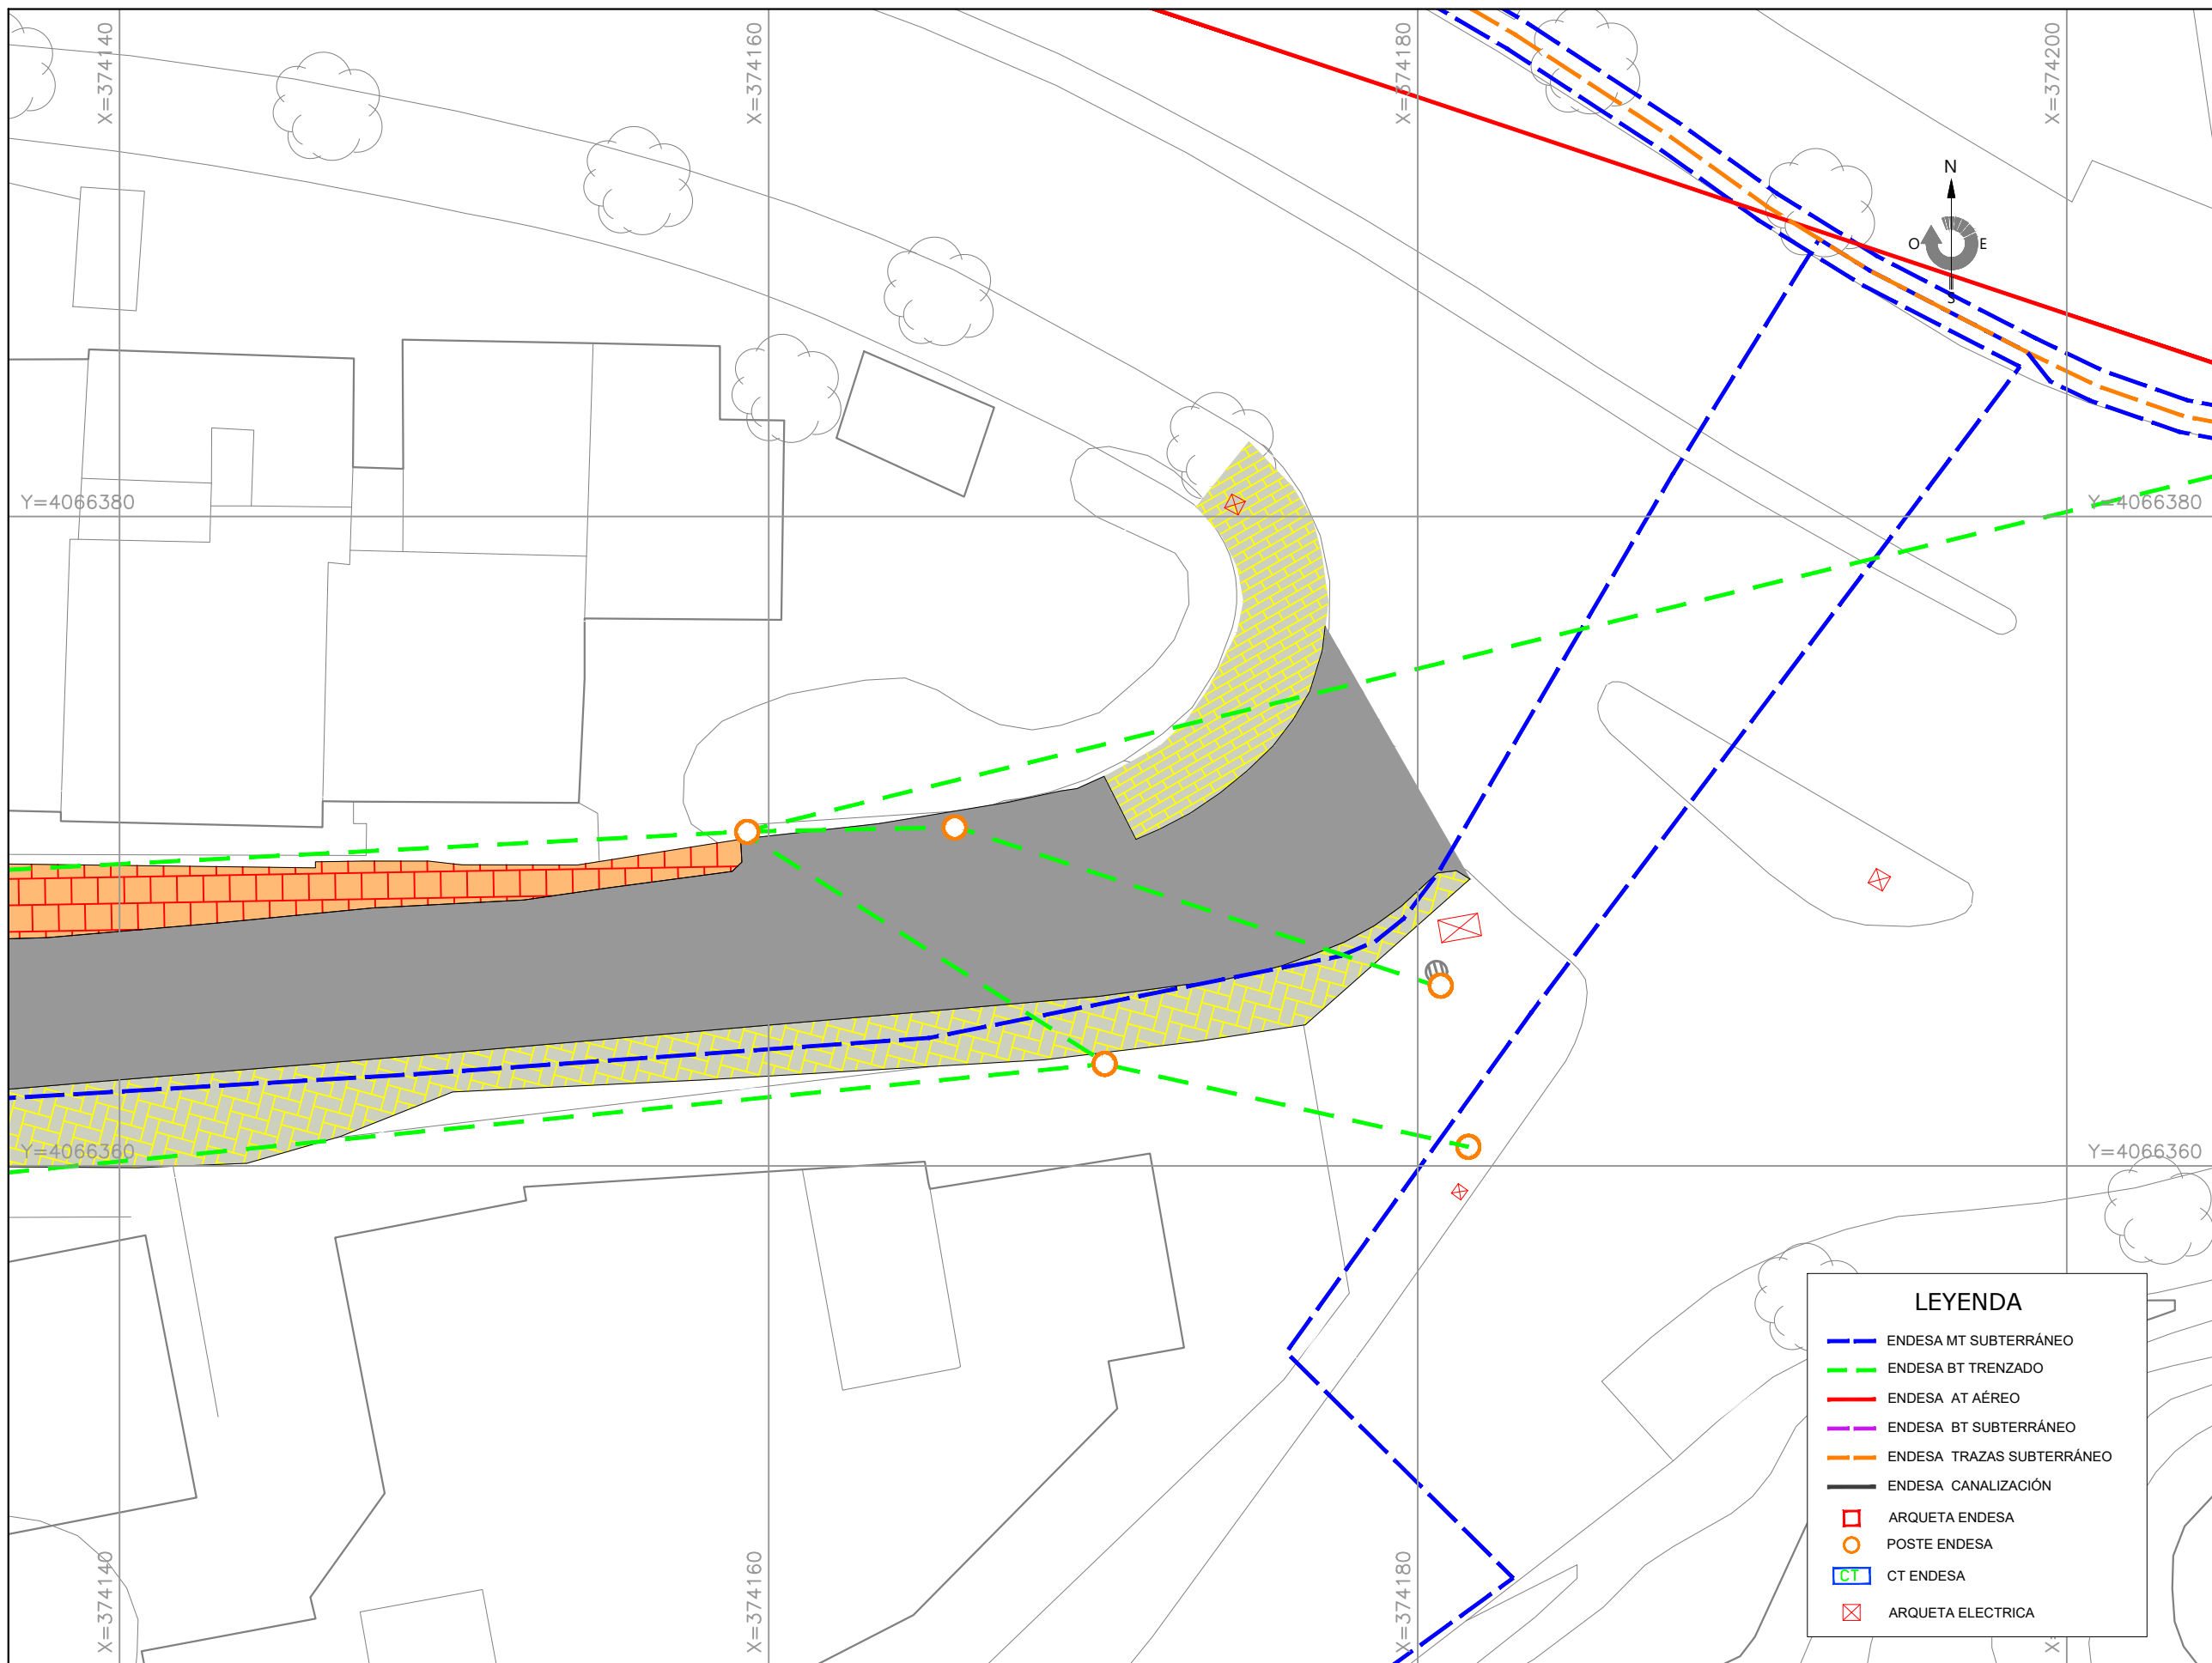 X=374140
X=374160
X=374180
X=374200
N
O
E
S
Y=4066380
Y=4066380
Y=4066360
Y=4066360
LEYENDA
ENDESA MT SUBTERRÁNEO
ENDESA BT TRENZADO
ENDESA AT AÉREO
ENDESA BT SUBTERRÁNEO
ENDESA TRAZAS SUBTERRÁNEO
ENDESA CANALIZACIÓN
ARQUETA ENDESA
POSTE ENDESA
CT CT ENDESA
ARQUETA ELECTRICA
X=374140
X=374160
X=374180